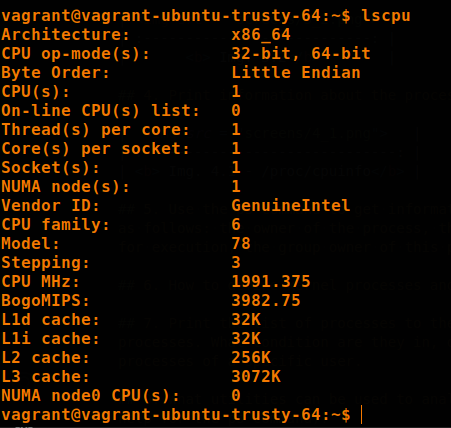 vagrant@vagrant-ubuntu-trusty-64:~$ lscpu
Architecture: x86_64
CPU op-mode(s): 32-bit, 64-bit
Byte Order: Little Endian
CPU(s): 1
On-line CPU(s) list: 0
Thread(s) per core: 1
Core(s) per socket: 1
Socket(s): 1
NUMA node(s): 1
Vendor ID: GenuineIntel
CPU family: 6
Model: 78
Stepping: 3
CPU MHz: 1991.375
BogoMIPS: 3982.75
L1d cache: 32K
L1i cache: 32K
L2 cache: 256K
L3 cache: 3072K
NUMA node0 CPU(s): 0
vagrant@vagrant-ubuntu-trusty-64:~$